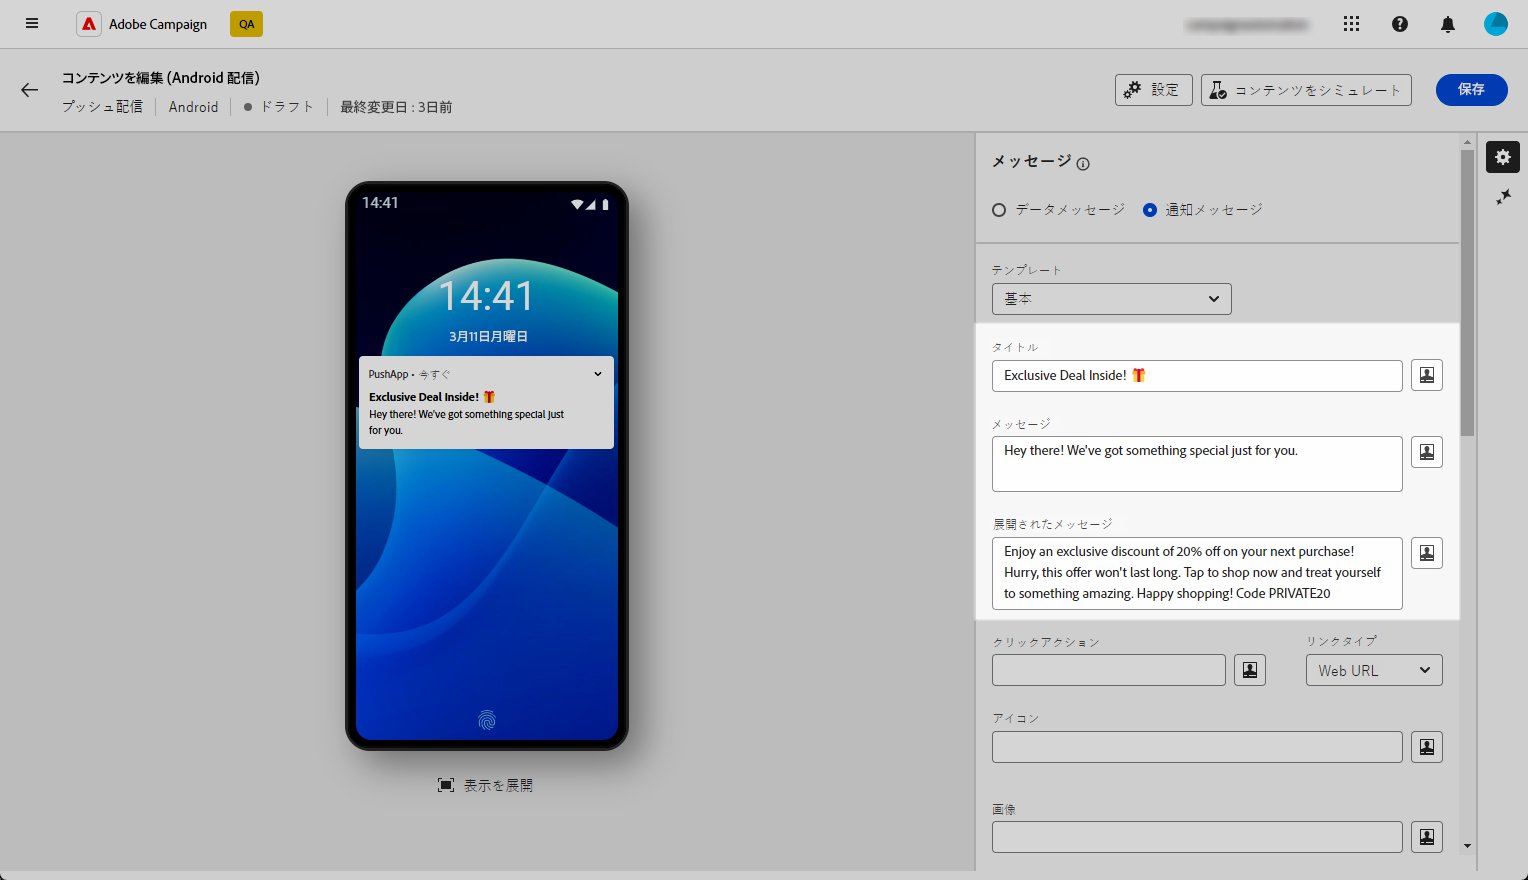 Adobe Campaign
QA
コンテンツを編集 (Android 配信)
プッシュ配信
Android
ドラフト
最終変更日 : 3日前
設定
コンテンツをシミュレート
保存
14:41
14:41
3月11日月曜日
PushApp • 今すぐ
Exclusive Deal Inside! 🎁
Hey there! We've got something special just
for you.
表示を展開
メッセージ
データメッセージ
通知メッセージ
テンプレート
基本
タイトル
Exclusive Deal Inside! 🎁
メッセージ
Hey there! We've got something special just for you.
展開されたメッセージ
Enjoy an exclusive discount of 20% off on your next purchase!
Hurry, this offer won't last long. Tap to shop now and treat yourself
to something amazing. Happy shopping! Code PRIVATE20
クリックアクション
リンクタイプ
Web URL
アイコン
画像